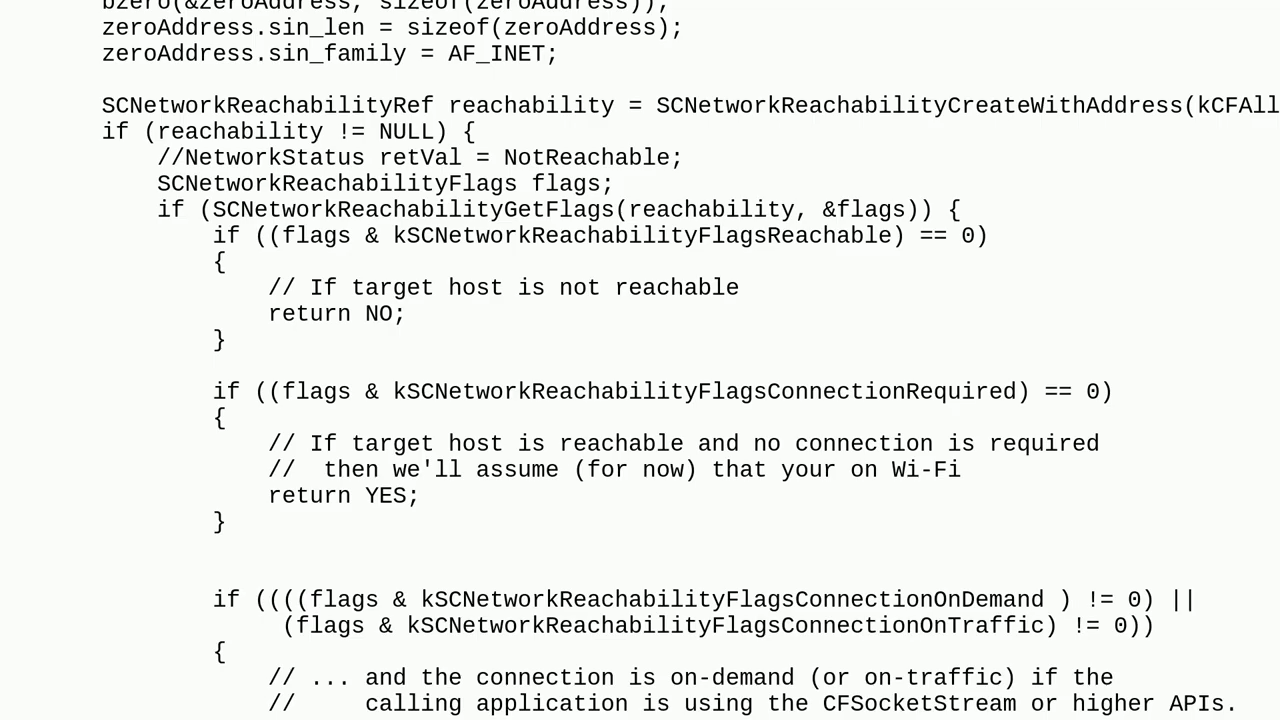 bzero(&zeroAddress, sizeof(zeroAddress));
zeroAddress.sin_len = sizeof(zeroAddress);
zeroAddress.sin_family = AF_INET;
SCNetworkReachabilityRef reachability = SCNetworkReachabilityCreateWithAddress(kCFAll
if (reachability != NULL) {
//NetworkStatus retVal = NotReachable;
SCNetworkReachabilityFlags flags;
if (SCNetworkReachabilityGetFlags(reachability, &flags)) {
if ((flags & kSCNetworkReachabilityFlagsReachable) == 0)
{
// If target host is not reachable
return NO;
}
if ((flags & kSCNetworkReachabilityFlagsConnectionRequired) == 0)
{
// If target host is reachable and no connection is required
//  then we'll assume (for now) that your on Wi-Fi
return YES;
}
if ((((flags & kSCNetworkReachabilityFlagsConnectionOnDemand ) != 0) ||
(flags & kSCNetworkReachabilityFlagsConnectionOnTraffic) != 0))
{
// ... and the connection is on-demand (or on-traffic) if the
//     calling application is using the CFSocketStream or higher APIs.